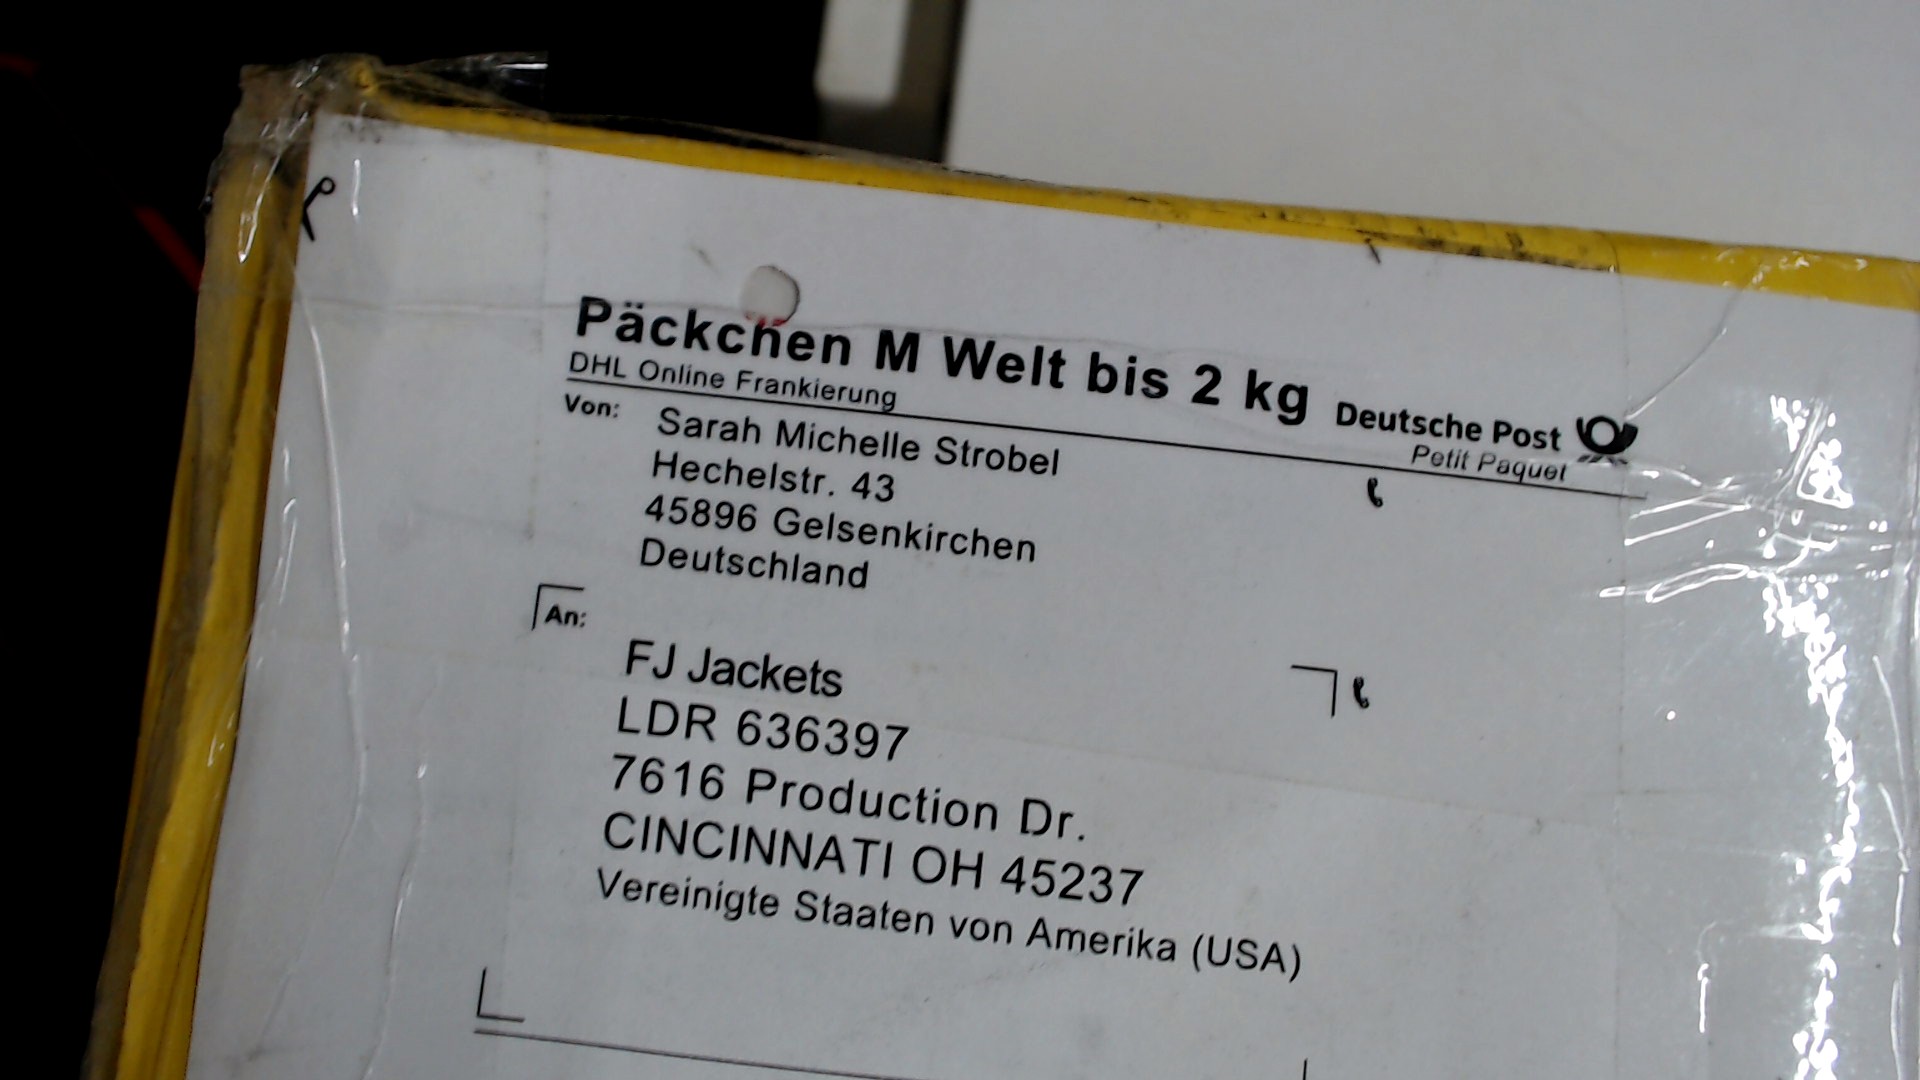 Päckchen M Welt bis 2 kg
DHL Online Frankierung
Deutsche Post
Petit Paquet
Von:
Sarah Michelle Strobel
Hechelstr. 43
45896 Gelsenkirchen
Deutschland
An:
FJ Jackets
LDR 636397
7616 Production Dr.
CINCINNATI OH 45237
Vereinigte Staaten von Amerika (USA)